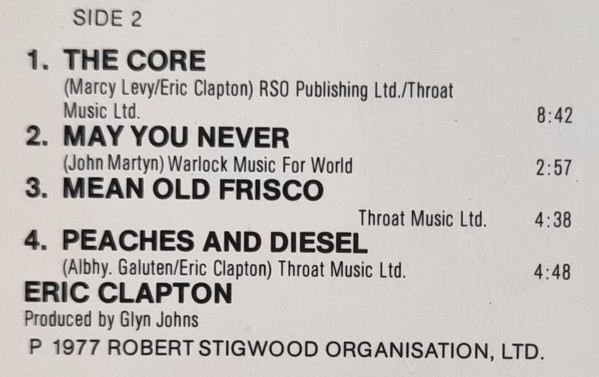 SIDE 2
1. THE CORE
(Marcy Levy/Eric Clapton) RSO Publishing Ltd./Throat
Music Ltd. 8:42
2. MAY YOU NEVER
(John Martyn) Warlock Music For World 2:57
3. MEAN OLD FRISCO
Throat Music Ltd. 4:38
4. PEACHES AND DIESEL
(Albhy. Galuten/Eric Clapton) Throat Music Ltd. 4:48
ERIC CLAPTON
Produced by Glyn Johns
P 1977 ROBERT STIGWOOD ORGANISATION, LTD.